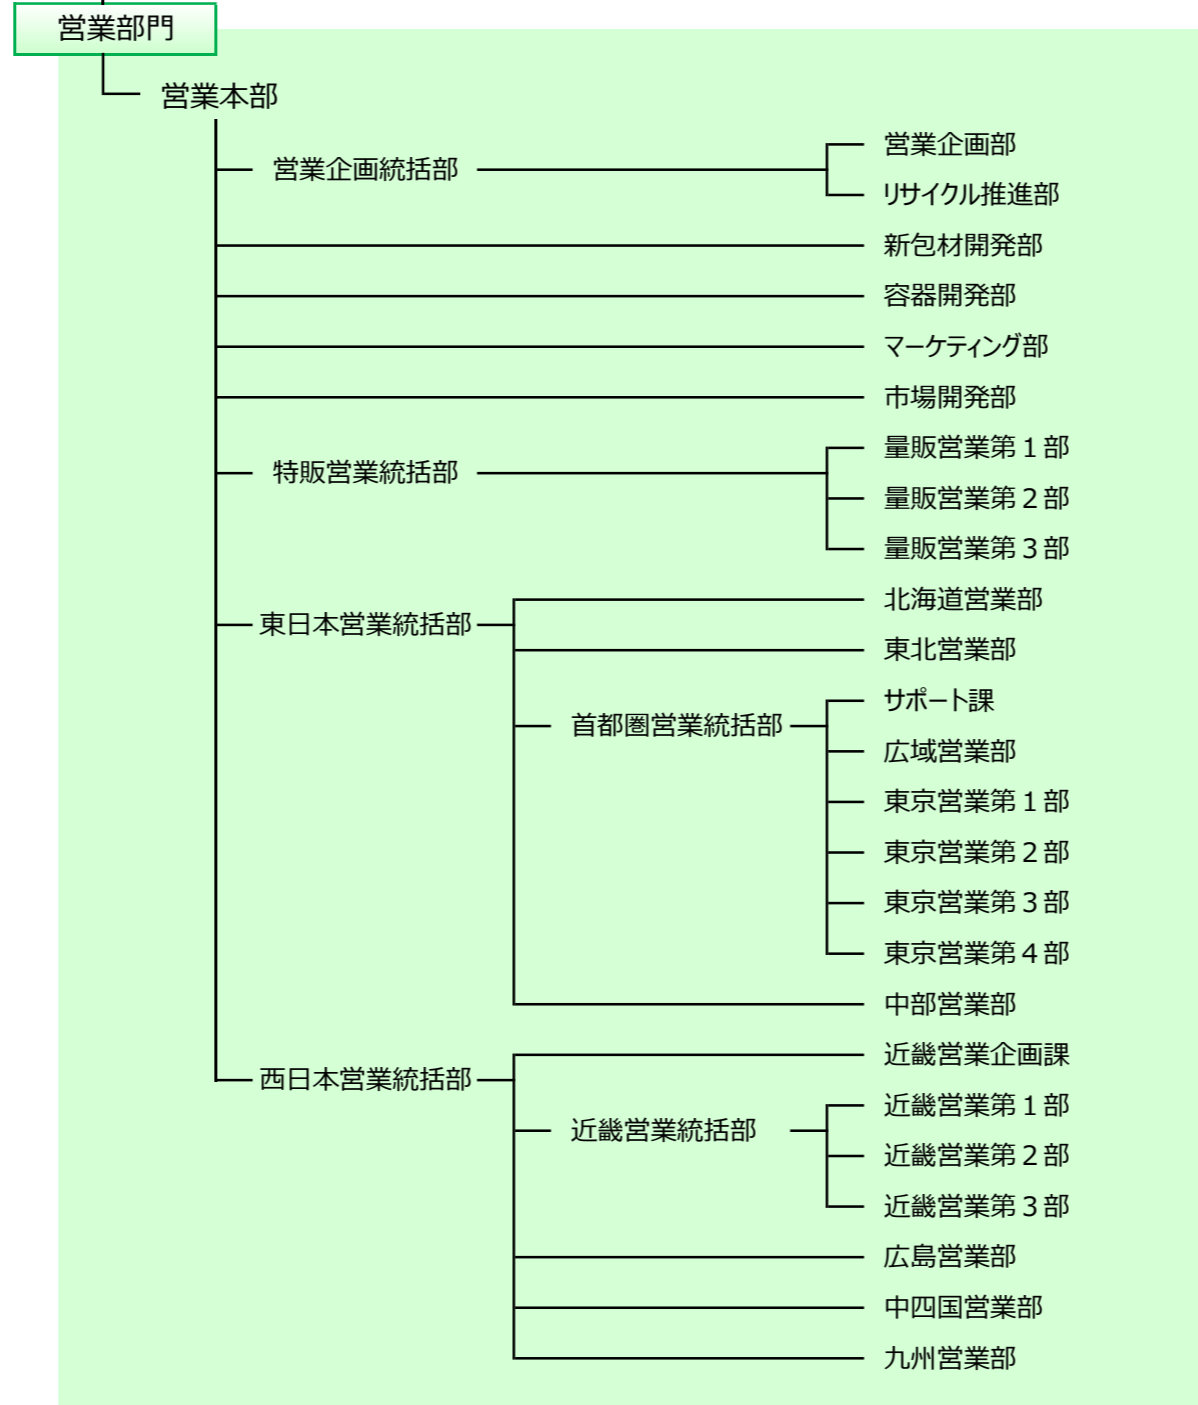 営業部門
営業本部
営業企画統括部
営業企画部
リサイクル推進部
新包材開発部
容器開発部
マーケティング部
市場開発部
特販営業統括部
量販営業第１部
量販営業第２部
量販営業第３部
東日本営業統括部
北海道営業部
東北営業部
首都圏営業統括部
サポート課
広域営業部
東京営業第１部
東京営業第２部
東京営業第３部
東京営業第４部
中部営業部
西日本営業統括部
近畿営業企画課
近畿営業統括部
近畿営業第１部
近畿営業第２部
近畿営業第３部
広島営業部
中四国営業部
九州営業部